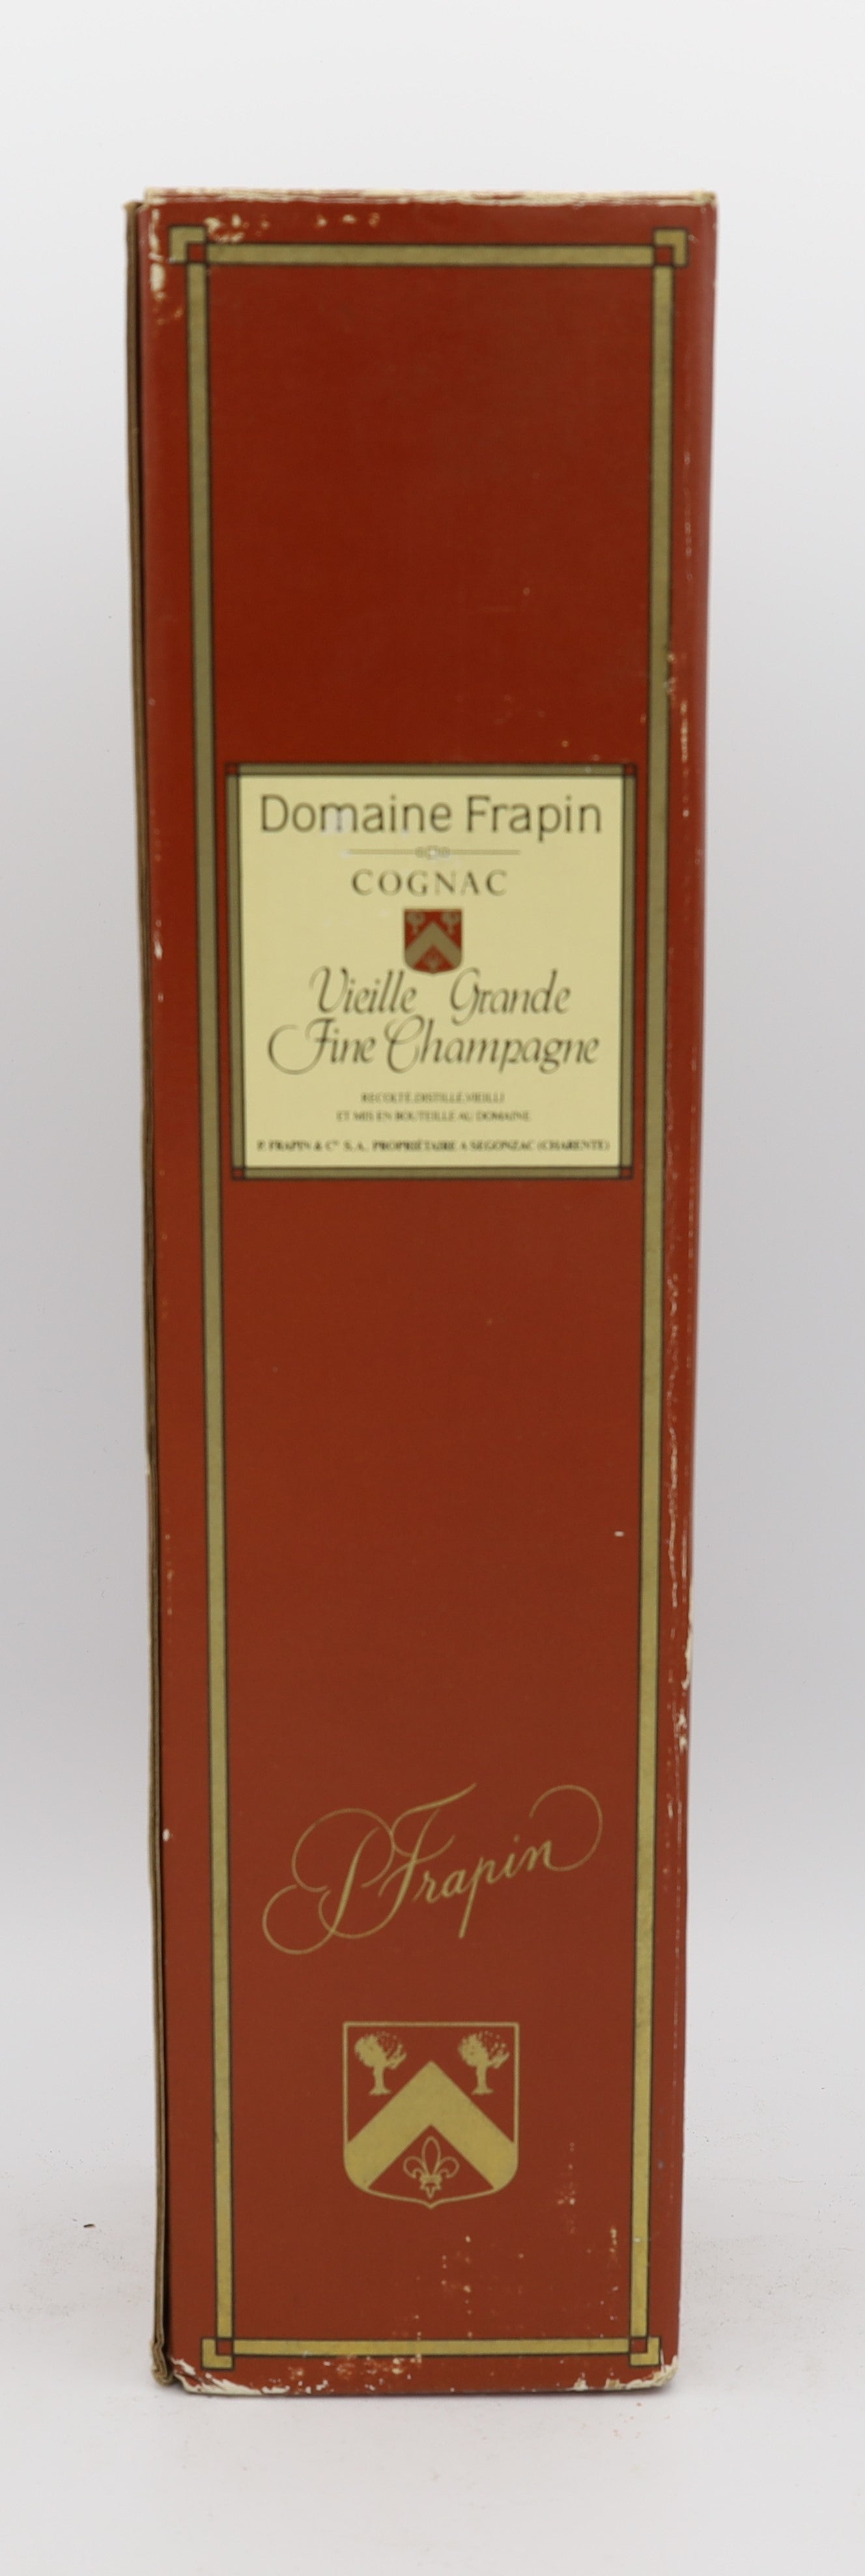 Domaine Frapin
COGNAC
Vieille Grande
Fine Champagne
RECOLTÉ, DISTILLÉ, VIEILLI
ET MIS EN BOUTEILLE AU DOMAINE
P. FRAPIN & Cie S.A. PROPRIÉTAIRE A SEGONZAC (CHARENTE)
P Frapin